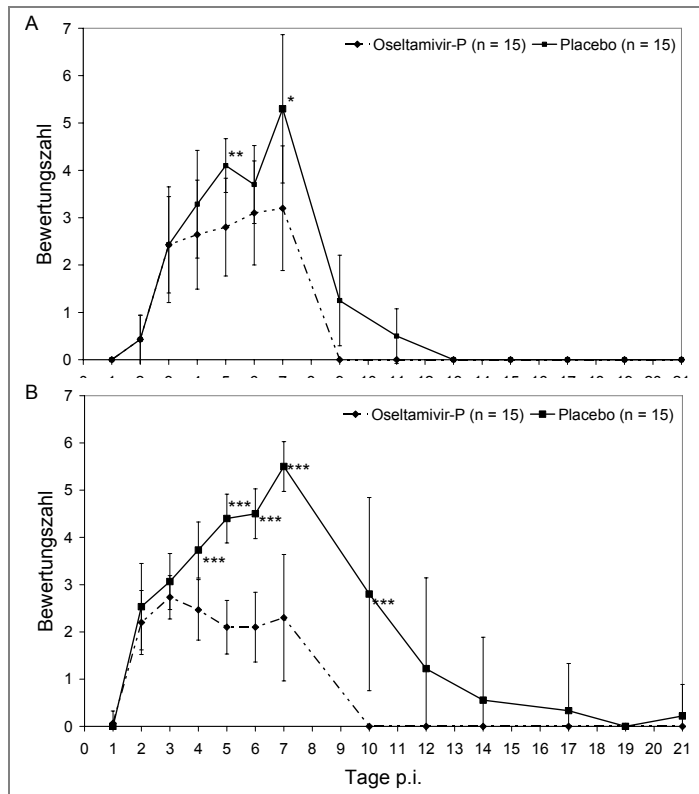 A
Oseltamivir-P (n = 15) Placebo (n = 15)
7
6
5
4
3
2
1
0
Bewertungszahl
**
*
B
Oseltamivir-P (n = 15) Placebo (n = 15)
7
6
5
4
3
2
1
0
Bewertungszahl
***
***
***
***
***
0 1 2 3 4 5 6 7 8 9 10 11 12 13 14 15 16 17 18 19 20 21
Tage p.i.